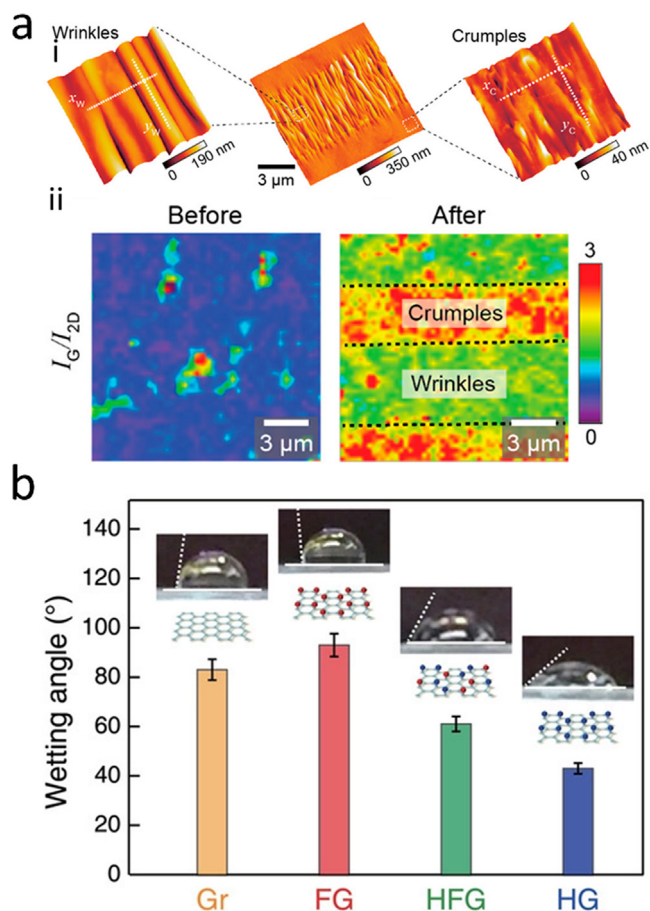 a
i
Wrinkles
Crumples
x_W
y_W
x_C
y_C
0 190 nm
3 μm
0 350 nm
0 40 nm
ii
Before
After
I_G/I_2D
Crumples
Wrinkles
3 μm
3 μm
3
0
b
Wetting angle (°)
140
120
100
80
60
40
20
0
Gr
FG
HFG
HG